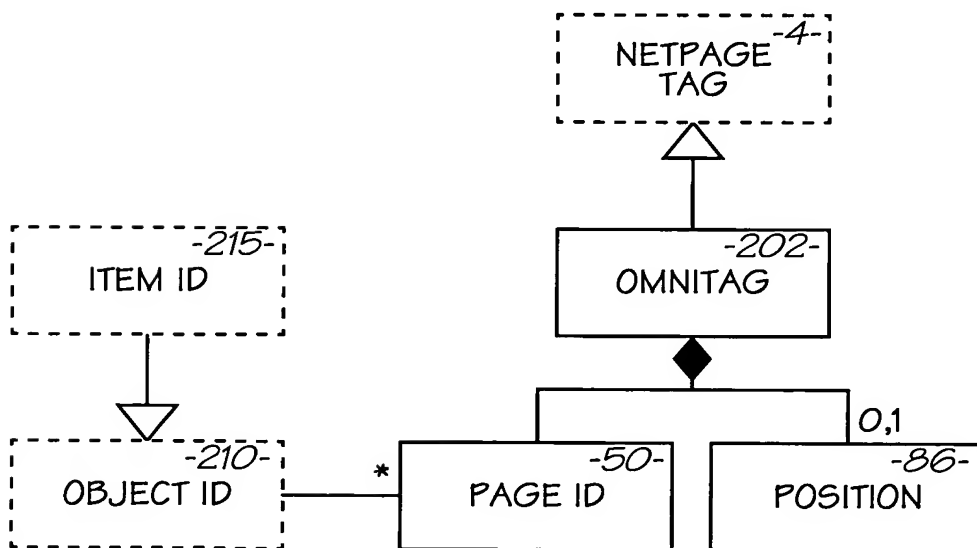 -4-
NETPAGE
TAG
-215-
ITEM ID
-202-
OMNITAG
0,1
-210-
OBJECT ID
*
-50-
PAGE ID
-86-
POSITION